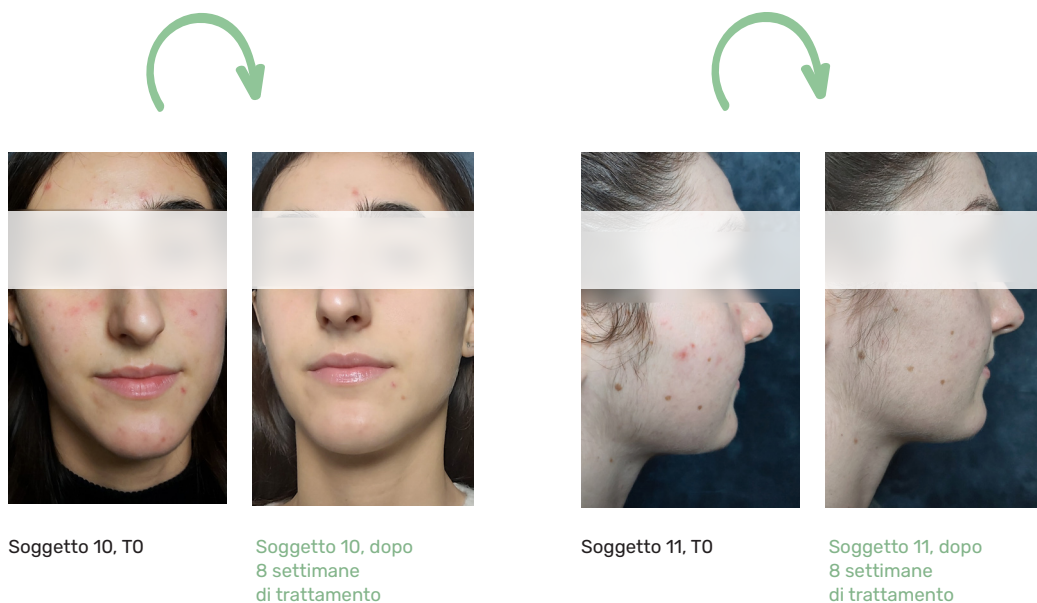 Soggetto 10, T0
Soggetto 10, dopo
8 settimane
di trattamento
Soggetto 11, T0
Soggetto 11, dopo
8 settimane
di trattamento